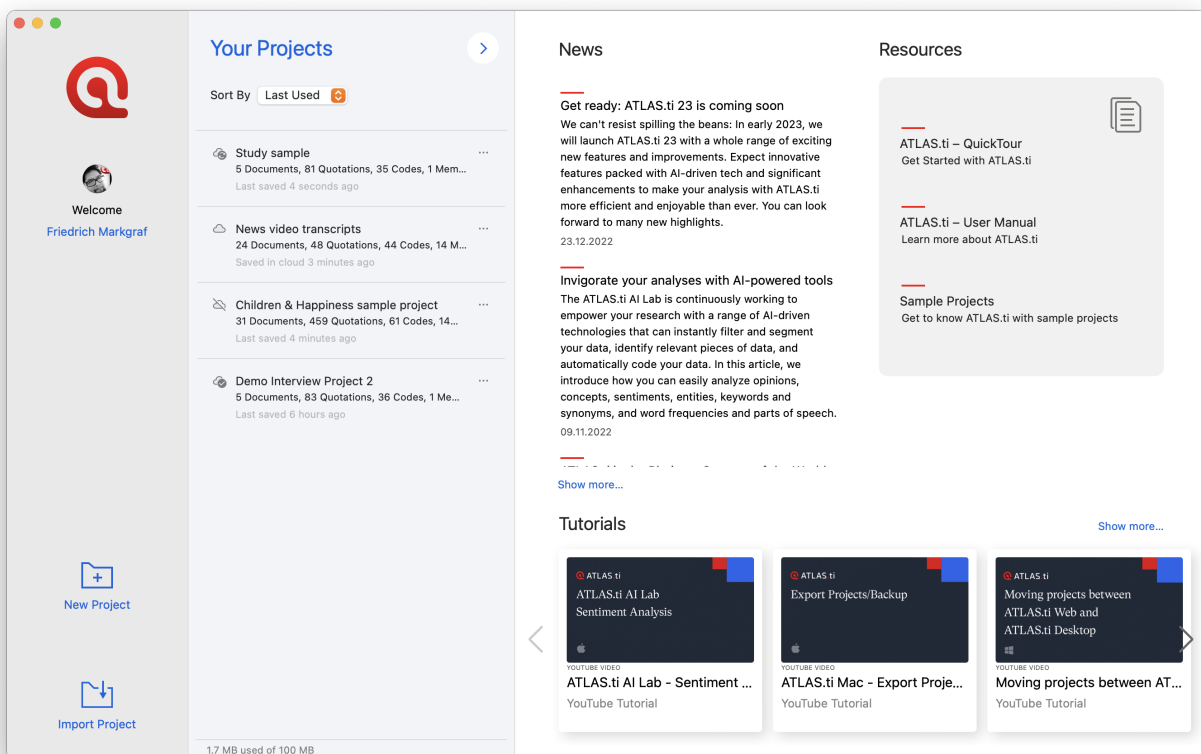 Welcome
Friedrich Markgraf
New Project
Import Project
Your Projects
Sort By Last Used
Study sample
5 Documents, 81 Quotations, 35 Codes, 1 Mem...
Last saved 4 seconds ago
News video transcripts
24 Documents, 48 Quotations, 44 Codes, 14 M...
Saved in cloud 3 minutes ago
Children & Happiness sample project
31 Documents, 459 Quotations, 61 Codes, 14...
Last saved 4 minutes ago
Demo Interview Project 2
5 Documents, 83 Quotations, 36 Codes, 1 Me...
Last saved 6 hours ago
1.7 MB used of 100 MB
News
Get ready: ATLAS.ti 23 is coming soon
We can't resist spilling the beans: In early 2023, we
will launch ATLAS.ti 23 with a whole range of exciting
new features and improvements. Expect innovative
features packed with AI-driven tech and significant
enhancements to make your analysis with ATLAS.ti
more efficient and enjoyable than ever. You can look
forward to many new highlights.
23.12.2022
Invigorate your analyses with AI-powered tools
The ATLAS.ti AI Lab is continuously working to
empower your research with a range of AI-driven
technologies that can instantly filter and segment
your data, identify relevant pieces of data, and
automatically code your data. In this article, we
introduce how you can easily analyze opinions,
concepts, sentiments, entities, keywords and
synonyms, and word frequencies and parts of speech.
09.11.2022
Show more...
Resources
ATLAS.ti – QuickTour
Get Started with ATLAS.ti
ATLAS.ti – User Manual
Learn more about ATLAS.ti
Sample Projects
Get to know ATLAS.ti with sample projects
Tutorials
Show more...
ATLAS.ti
ATLAS.ti AI Lab
Sentiment Analysis
YOUTUBE VIDEO
ATLAS.ti AI Lab - Sentiment ...
YouTube Tutorial
ATLAS.ti
Export Projects/Backup
YOUTUBE VIDEO
ATLAS.ti Mac - Export Proje...
YouTube Tutorial
ATLAS.ti
Moving projects between
ATLAS.ti Web and
ATLAS.ti Desktop
YOUTUBE VIDEO
Moving projects between AT...
YouTube Tutorial